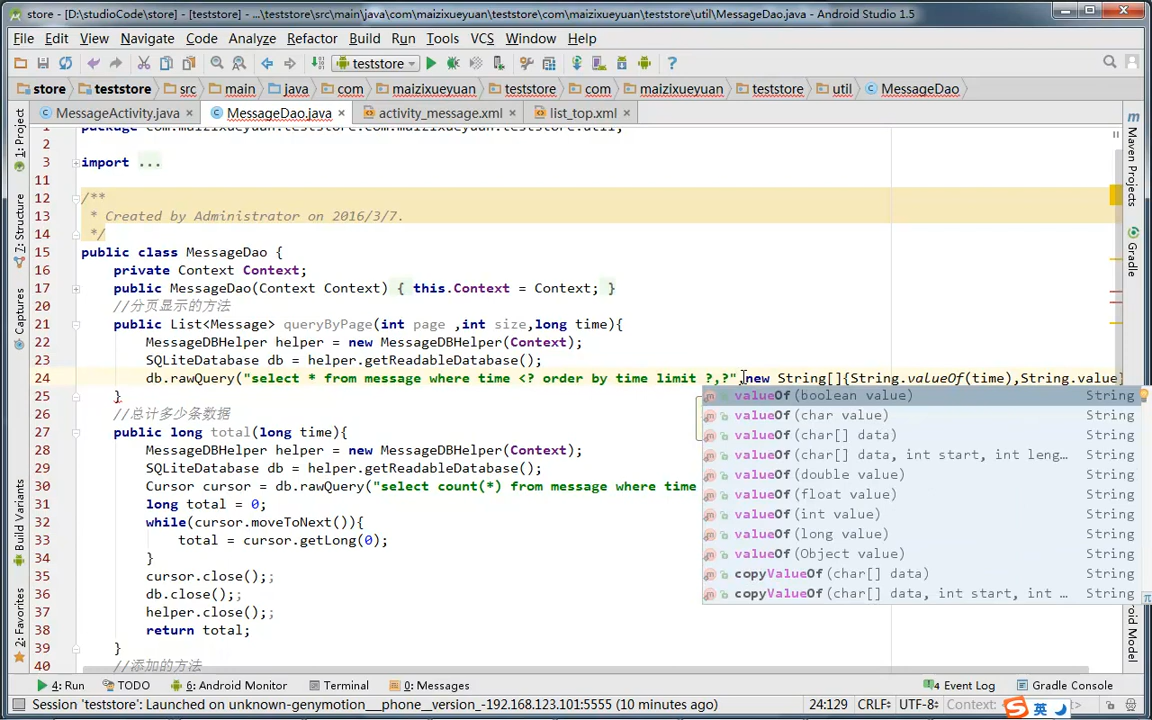 store - [D:\studioCode\store] - [teststore] - ...\teststore\src\main\java\com\maizixueyuan\teststore\com\maizixueyuan\teststore\util\MessageDao.java - Android Studio 1.5
File Edit View Navigate Code Analyze Refactor Build Run Tools VCS Window Help
teststore
store teststore src main java com maizixueyuan teststore com maizixueyuan teststore util MessageDao
MessageActivity.java MessageDao.java activity_message.xml list_top.xml
package com.maizixueyuan.teststore.com.maizixueyuan.teststore.util;
2
3 import ...
11
12 /**
13 * Created by Administrator on 2016/3/7.
14 */
15 public class MessageDao {
16 private Context Context;
17 public MessageDao(Context Context) { this.Context = Context; }
20 //分页显示的方法
21 public List<Message> queryByPage(int page ,int size,long time){
22 MessageDBHelper helper = new MessageDBHelper(Context);
23 SQLiteDatabase db = helper.getReadableDatabase();
24 db.rawQuery("select * from message where time <? order by time limit ?,?",new String[]{String.valueOf(time),String.value}
25 }
26 //总计多少条数据
27 public long total(long time){
28 MessageDBHelper helper = new MessageDBHelper(Context);
29 SQLiteDatabase db = helper.getReadableDatabase();
30 Cursor cursor = db.rawQuery("select count(*) from message where time
31 long total = 0;
32 while(cursor.moveToNext()){
33 total = cursor.getLong(0);
34 }
35 cursor.close();;
36 db.close();;
37 helper.close();;
38 return total;
39 }
40 //添加的方法
valueOf(boolean value) String
valueOf(char value) String
valueOf(char[] data) String
valueOf(char[] data, int start, int leng... String
valueOf(double value) String
valueOf(float value) String
valueOf(int value) String
valueOf(long value) String
valueOf(Object value) String
copyValueOf(char[] data) String
copyValueOf(char[] data, int start, int ... String
1: Project
7: Structure
Captures
Build Variants
2: Favorites
Maven Projects
Gradle
Android Model
4: Run TODO 6: Android Monitor Terminal 0: Messages 4 Event Log Gradle Console
Session 'teststore': Launched on unknown-genymotion___phone__version_-192.168.123.101:5555 (10 minutes ago) 24:129 CRLF UTF-8 Context: 英